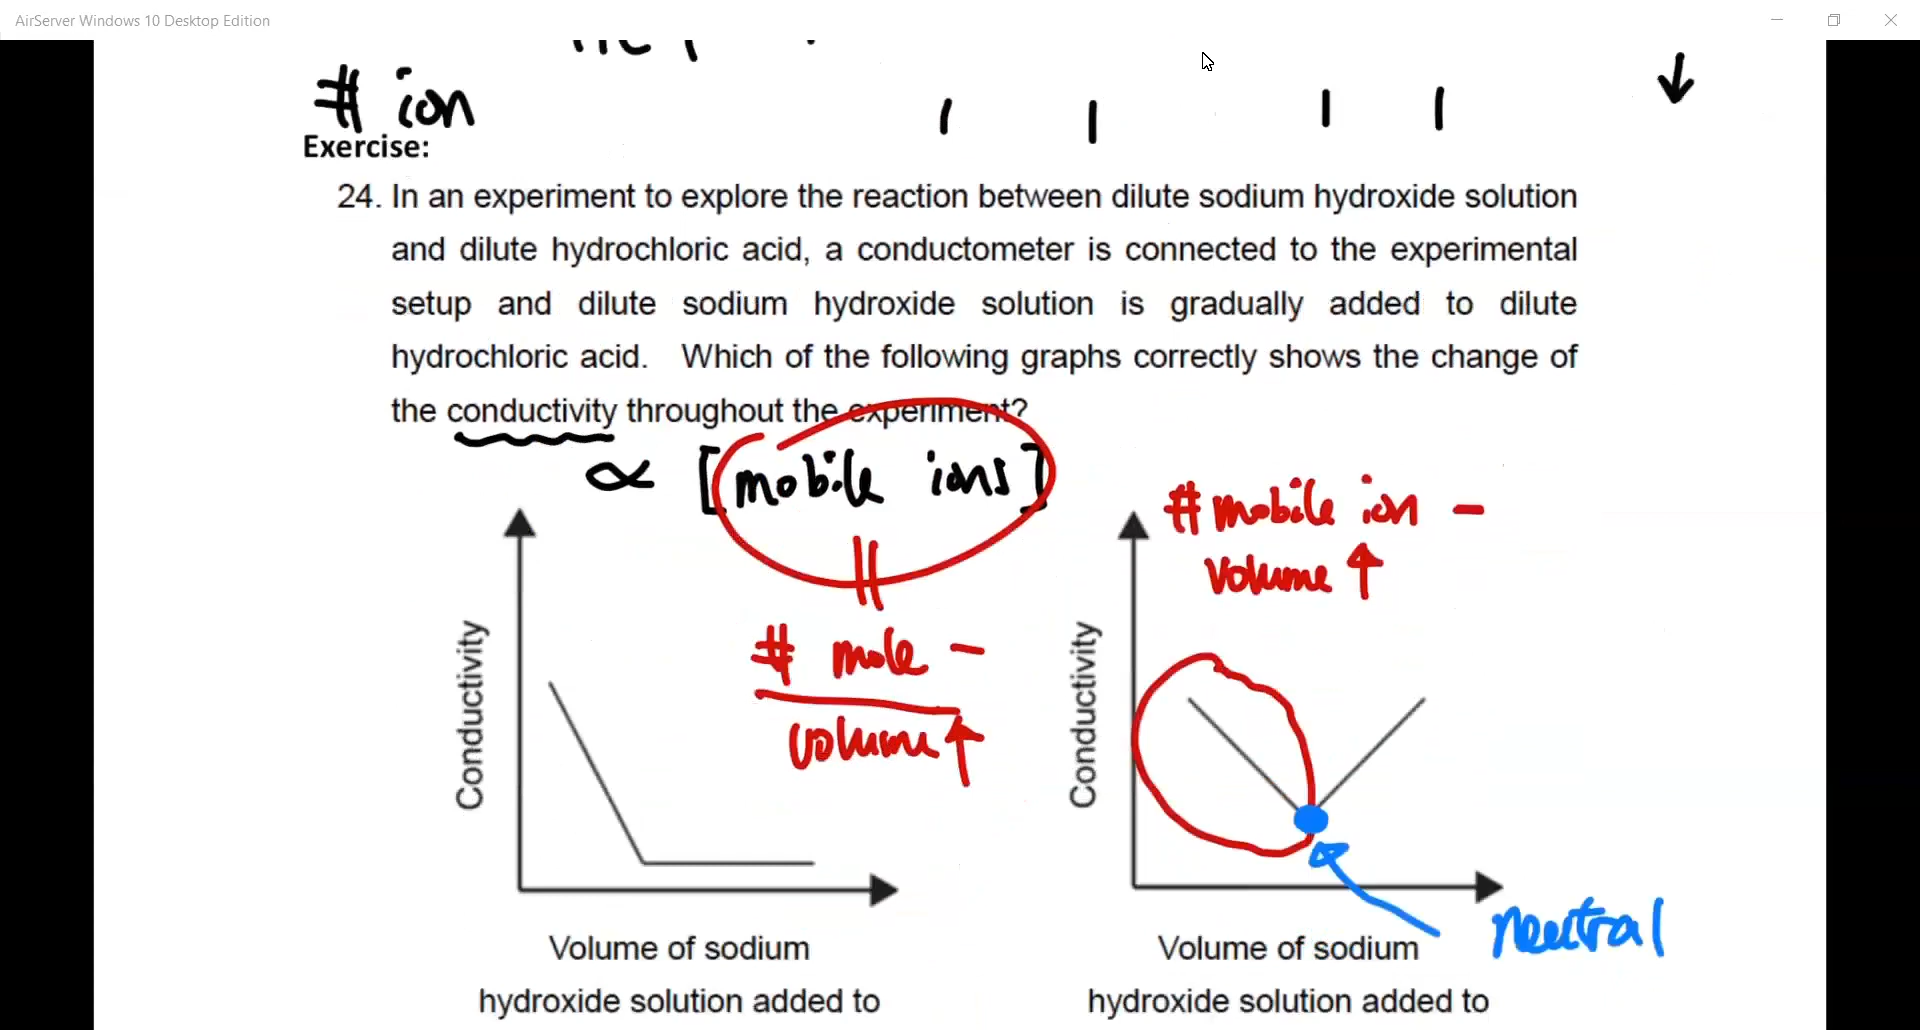 AirServer Windows 10 Desktop Edition
# ion
Exercise:
24. In an experiment to explore the reaction between dilute sodium hydroxide solution
and dilute hydrochloric acid, a conductometer is connected to the experimental
setup and dilute sodium hydroxide solution is gradually added to dilute
hydrochloric acid. Which of the following graphs correctly shows the change of
the conductivity throughout the experiment?
∝ [mobile ions]
# mobile ion -
volume ↑
# mole -
volume ↑
Conductivity
Conductivity
neutral
Volume of sodium
hydroxide solution added to
Volume of sodium
hydroxide solution added to